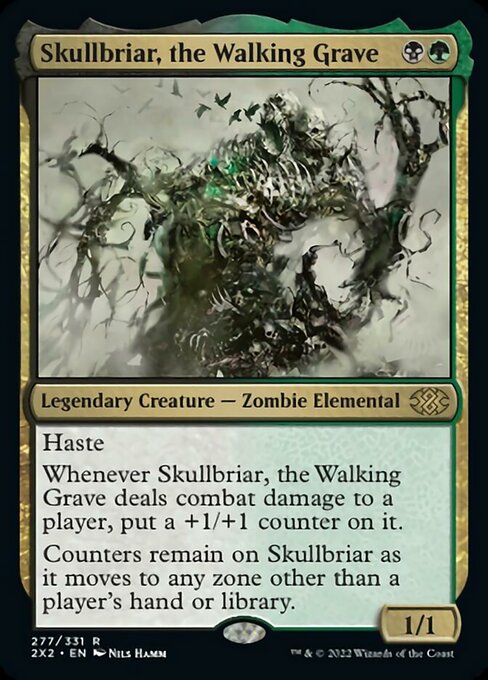 Skullbriar, the Walking Grave
Legendary Creature — Zombie Elemental
Haste
Whenever Skullbriar, the Walking
Grave deals combat damage to a
player, put a +1/+1 counter on it.
Counters remain on Skullbriar as
it moves to any zone other than a
player's hand or library.
1/1
277/331 R
2X2 • EN Nils Hamm
™ & © 2022 Wizards of the Coast